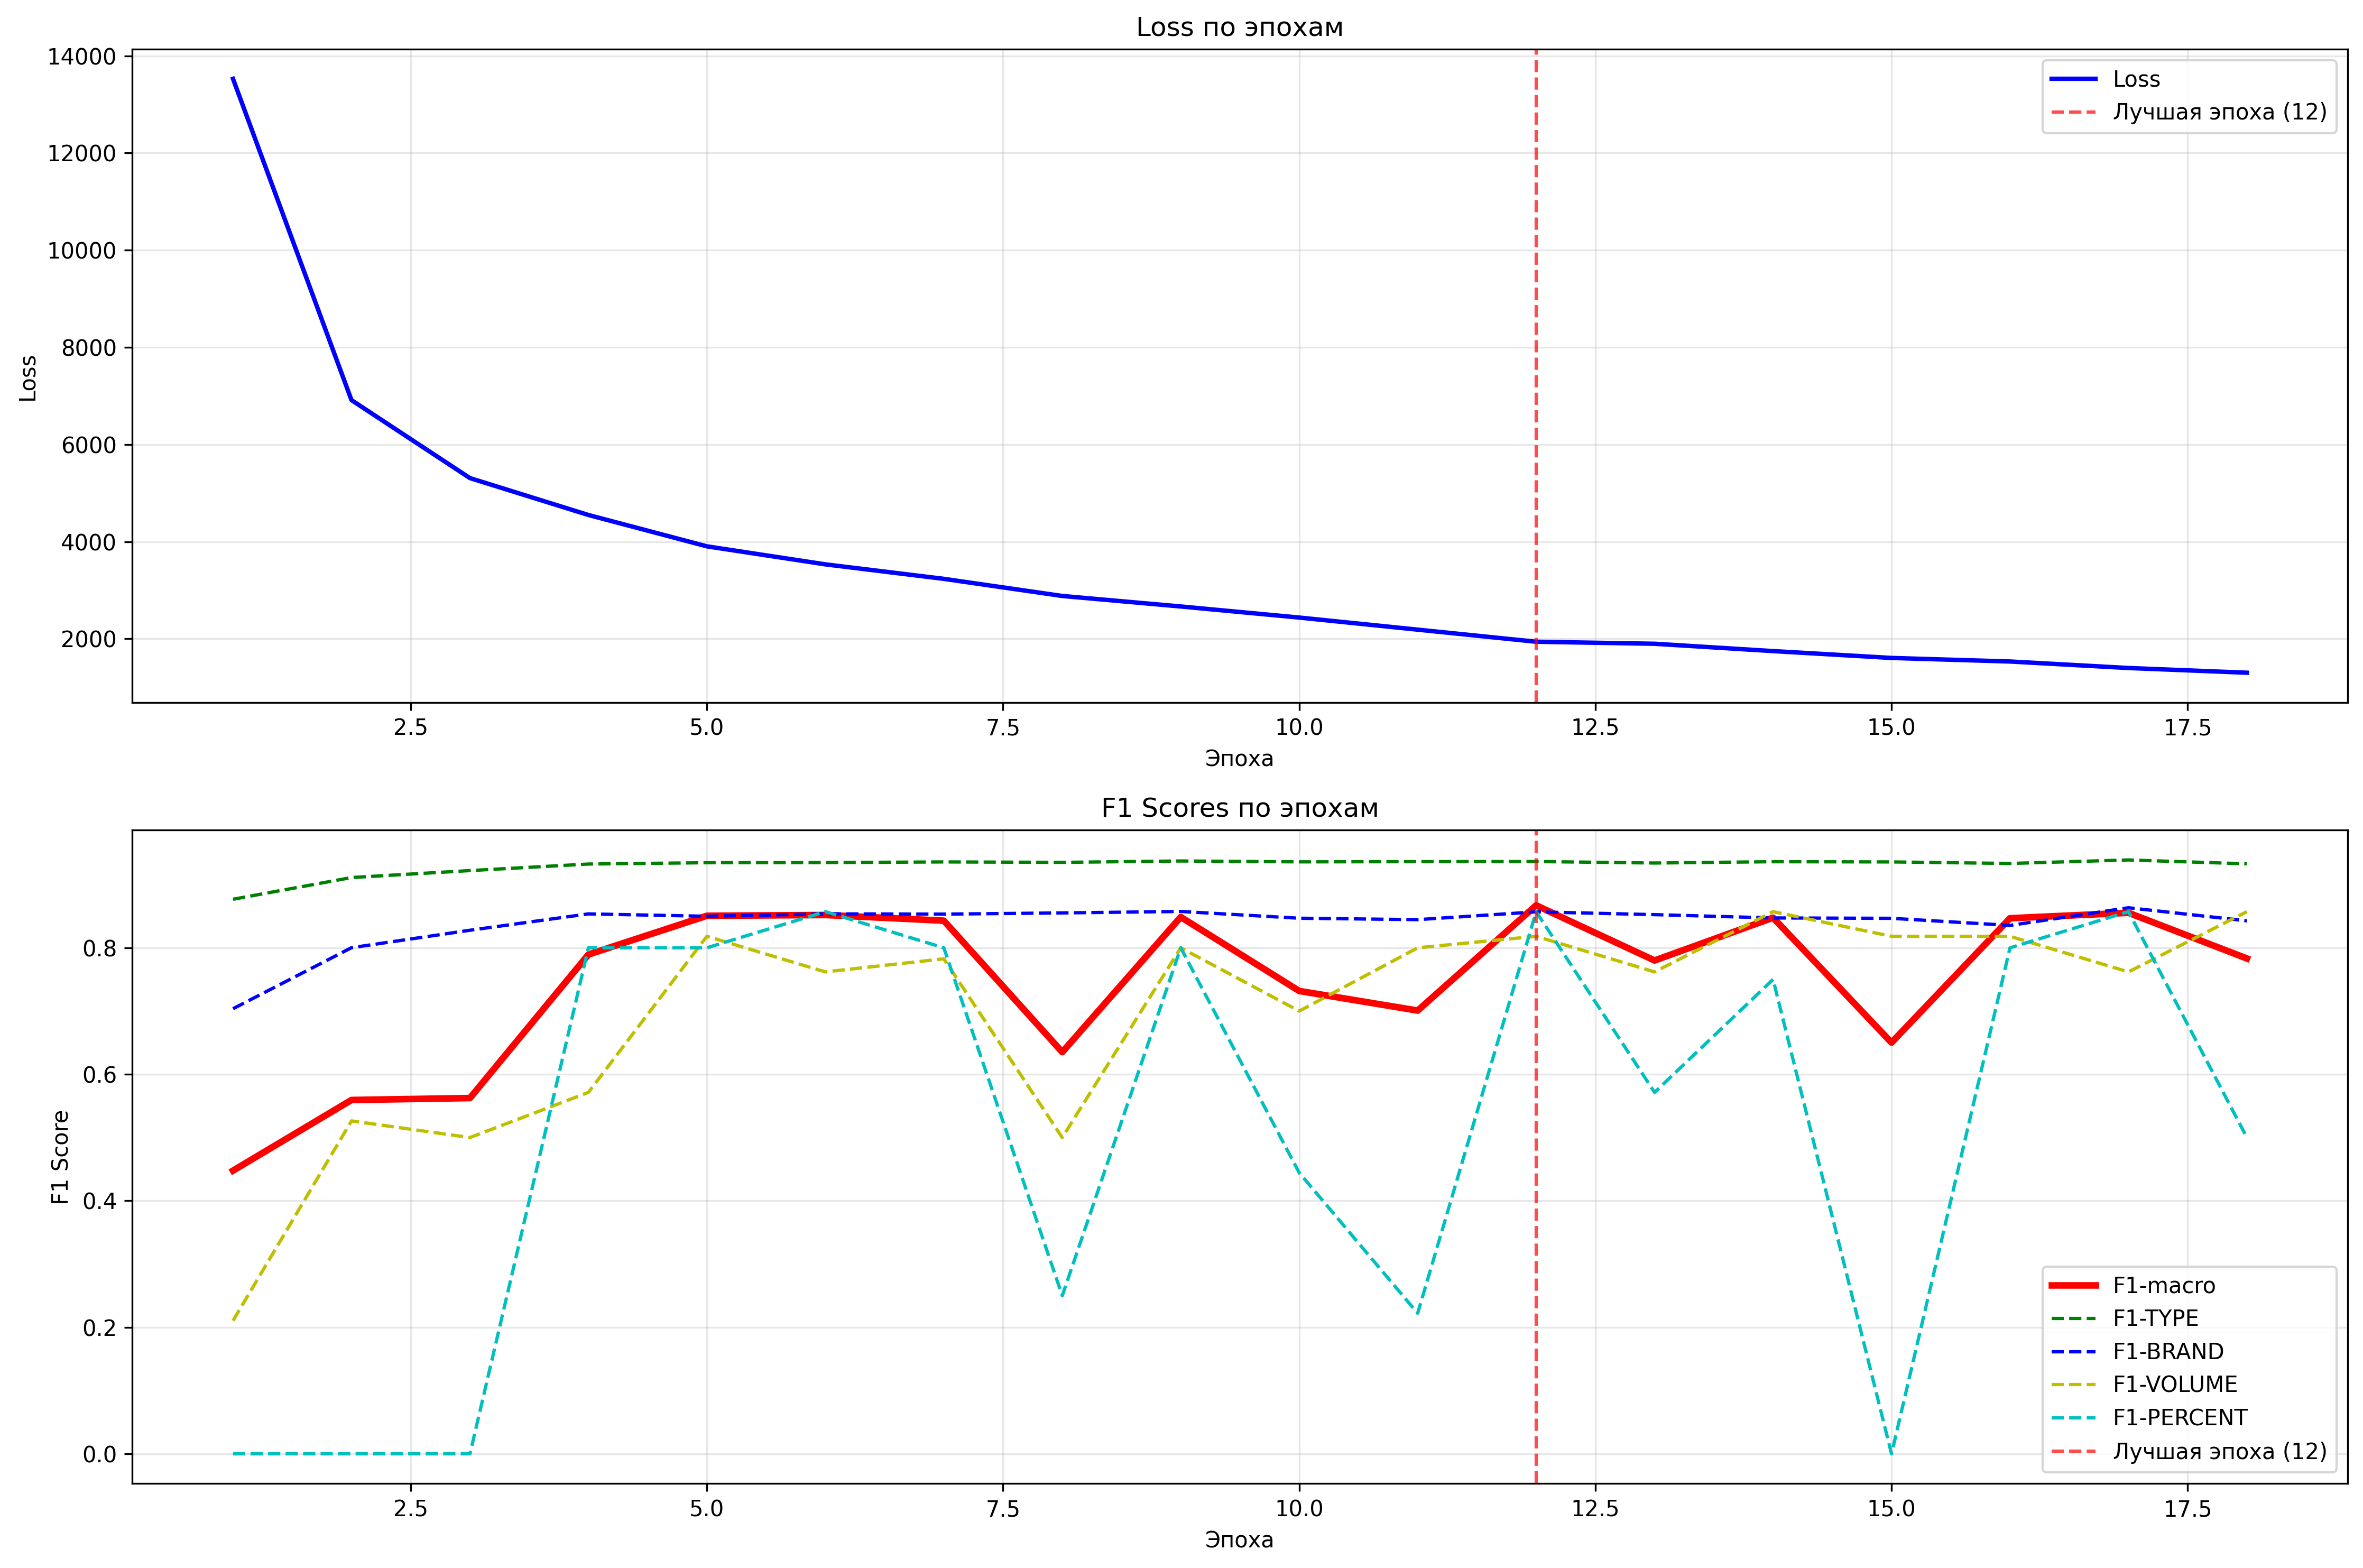 Loss по эпохам
14000
12000
10000
8000
6000
4000
2000
Loss
Loss
Лучшая эпоха (12)
2.5 5.0 7.5 10.0 12.5 15.0 17.5
Эпоха
F1 Scores по эпохам
0.8
0.6
0.4
0.2
0.0
F1 Score
F1-macro
F1-TYPE
F1-BRAND
F1-VOLUME
F1-PERCENT
Лучшая эпоха (12)
2.5 5.0 7.5 10.0 12.5 15.0 17.5
Эпоха